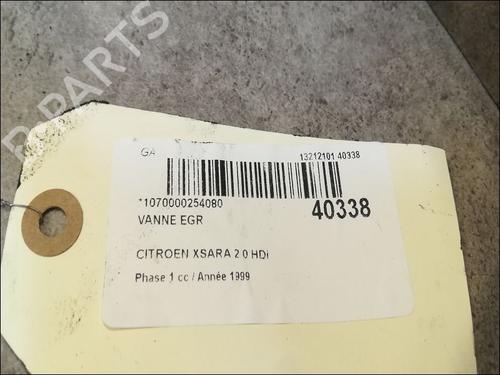 R PARTS
GA 13212101 40338
*1070000254080 40338
VANNE EGR
CITROEN XSARA 2.0 HDi
Phase 1 cc / Année 1999